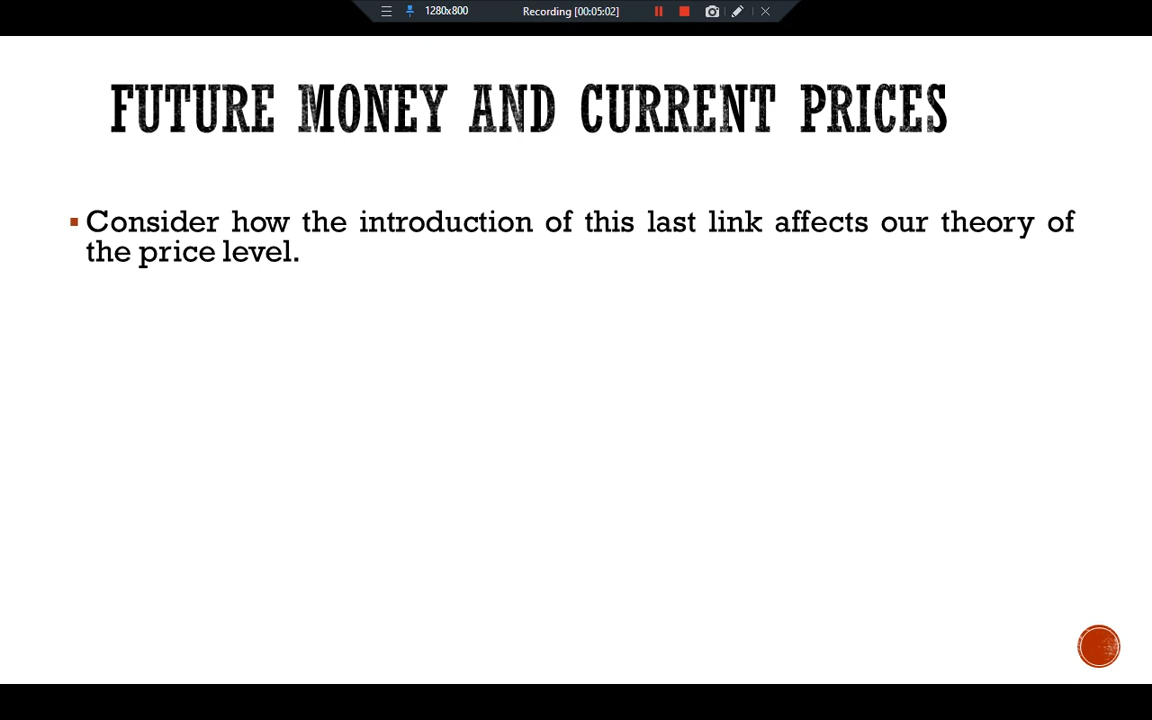 1280x800 Recording [00:05:02]
FUTURE MONEY AND CURRENT PRICES
Consider how the introduction of this last link affects our theory of
the price level.